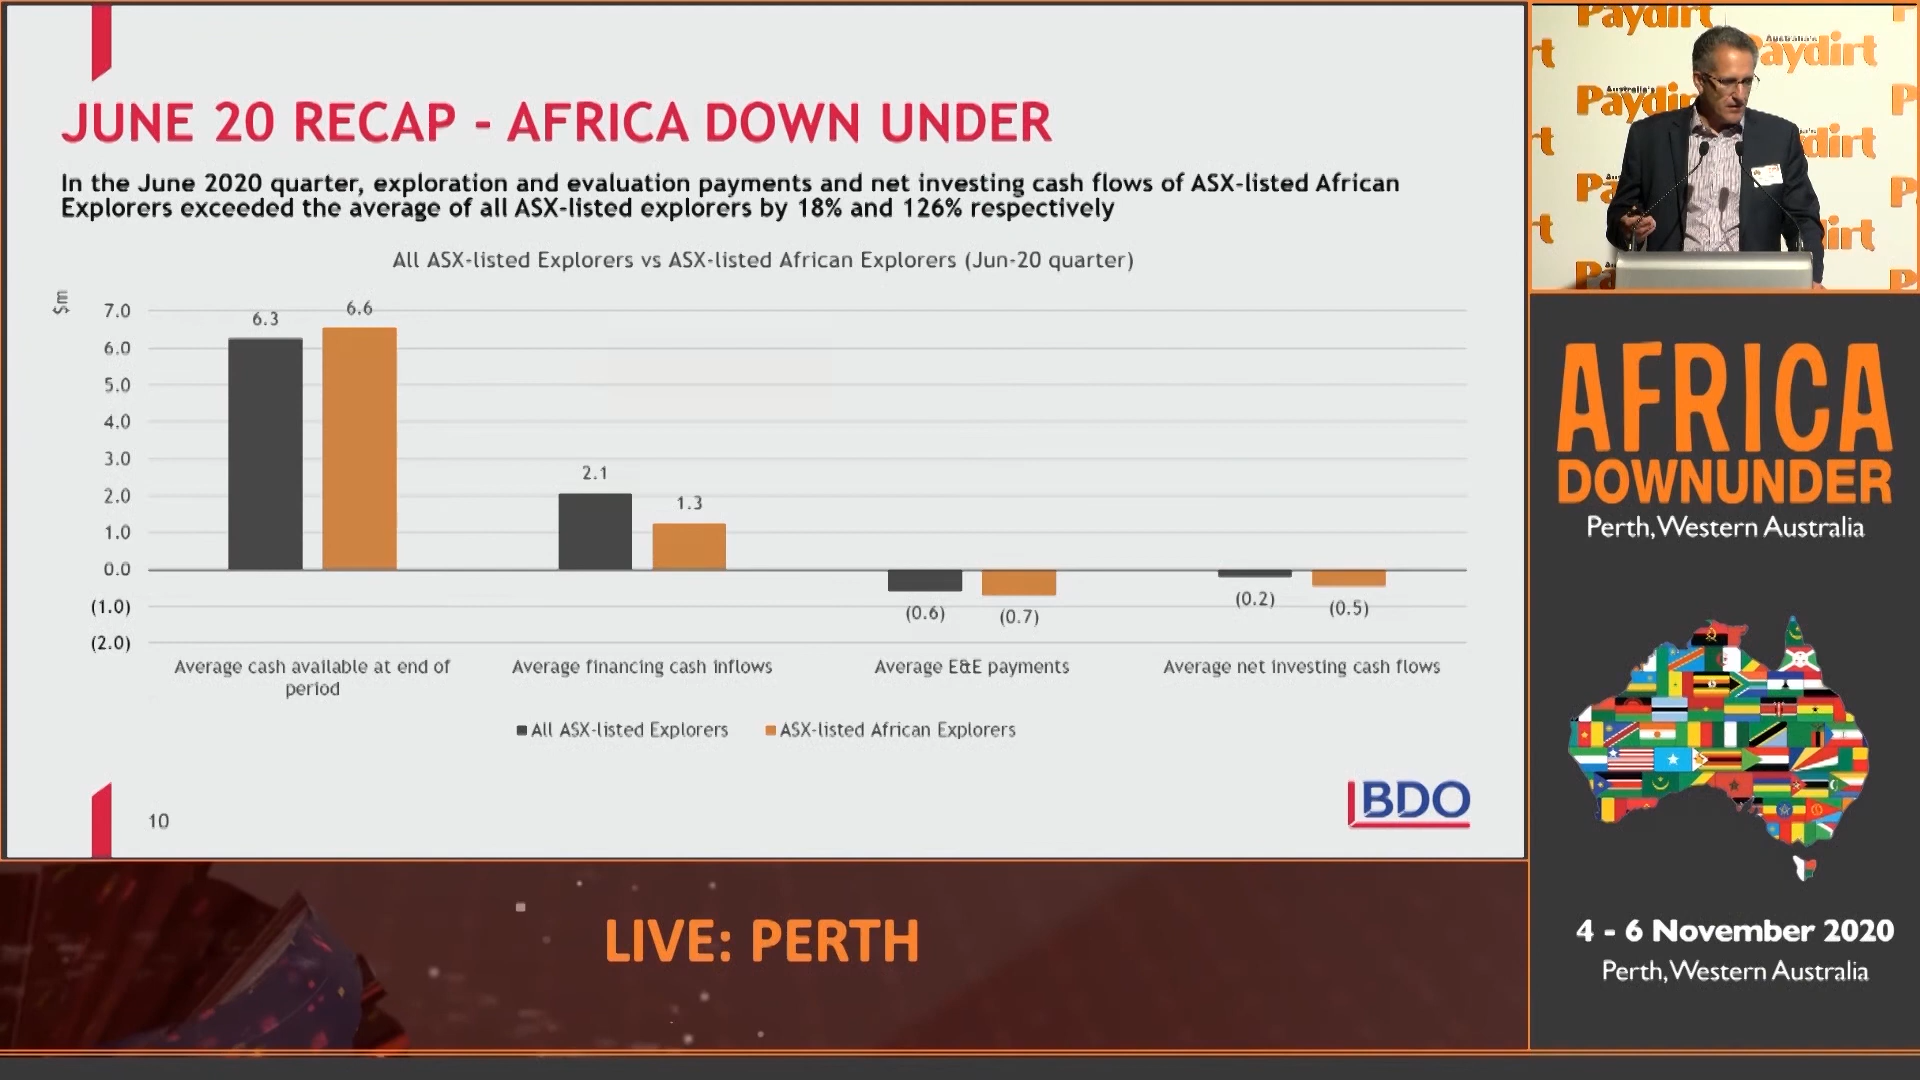 JUNE 20 RECAP - AFRICA DOWN UNDER
In the June 2020 quarter, exploration and evaluation payments and net investing cash flows of ASX-listed African
Explorers exceeded the average of all ASX-listed explorers by 18% and 126% respectively
All ASX-listed Explorers vs ASX-listed African Explorers (Jun-20 quarter)
$m
7.0
6.0
5.0
4.0
3.0
2.0
1.0
0.0
(1.0)
(2.0)
6.3
6.6
2.1
1.3
(0.6)
(0.7)
(0.2)
(0.5)
Average cash available at end of
period
Average financing cash inflows
Average E&E payments
Average net investing cash flows
All ASX-listed Explorers
ASX-listed African Explorers
10
BDO
LIVE: PERTH
Paydirt
Australia's
Paydirt
Australia's
Paydirt
AFRICA
DOWNUNDER
Perth, Western Australia
4 - 6 November 2020
Perth, Western Australia